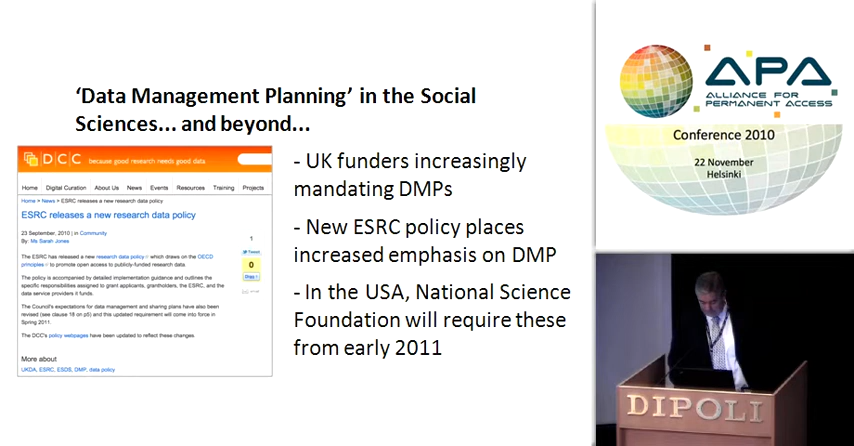 ‘Data Management Planning’ in the Social
Sciences... and beyond...
DCC because good research needs good data
Home Digital Curation About Us News Events Resources Training Projects
Home > News > ESRC releases a new research data policy
ESRC releases a new research data policy
23 September, 2010 | in Community
By: Ms Sarah Jones
The ESRC has released a new research data policy which draws on the OECD
principles to promote open access to publicly-funded research data.
The policy is accompanied by detailed implementation guidance and outlines the
specific responsibilities assigned to grant applicants, grantholders, the ESRC, and the
data service providers it funds.
The Council's expectations for data management and sharing plans have also been
revised (see clause 18 on p5) and this updated requirement will come into force in
Spring 2011.
The DCC's policy webpages have been updated to reflect these changes.
More about
UKDA, ESRC, ESDS, DMP, data policy
1
Tweet
0
- UK funders increasingly
mandating DMPs
- New ESRC policy places
increased emphasis on DMP
- In the USA, National Science
Foundation will require these
from early 2011
APA
ALLIANCE FOR
PERMANENT ACCESS
Conference 2010
22 November
Helsinki
DIPOLI